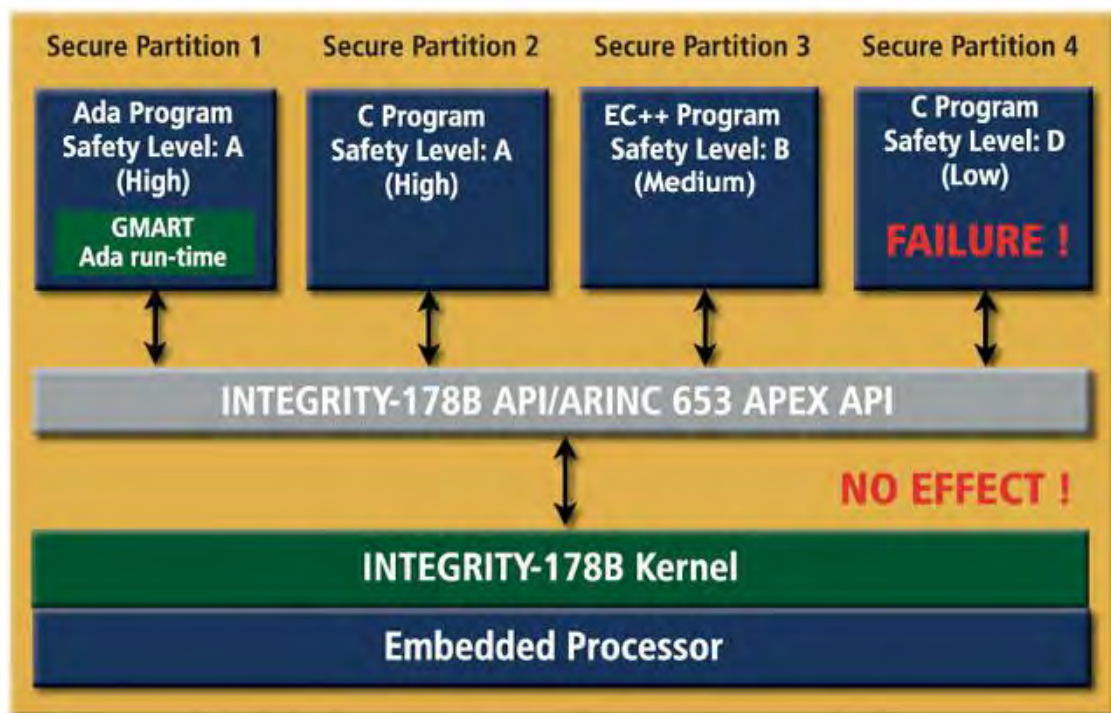 Secure Partition 1
Secure Partition 2
Secure Partition 3
Secure Partition 4
Ada Program
Safety Level: A
(High)
GMART
Ada run-time
C Program
Safety Level: A
(High)
EC++ Program
Safety Level: B
(Medium)
C Program
Safety Level: D
(Low)
FAILURE !
INTEGRITY-178B API/ARINC 653 APEX API
NO EFFECT !
INTEGRITY-178B Kernel
Embedded Processor